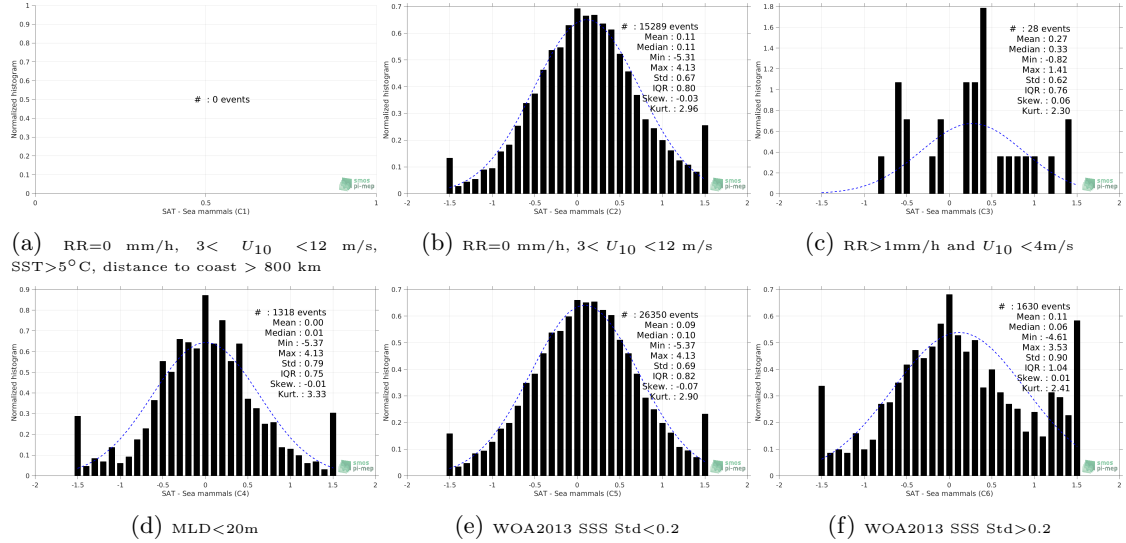 1
0.9
0.8
0.7
0.6
0.5
0.4
0.3
0.2
0.1
0
Normalized histogram
# : 0 events
0 0.5 1
SAT - Sea mammals (C1)
smos
pi-mep
(a) RR=0 mm/h, 3< U10 <12 m/s,
SST>5°C, distance to coast > 800 km
0.7
0.6
0.5
0.4
0.3
0.2
0.1
0
Normalized histogram
# : 15289 events
Mean : 0.11
Median : 0.11
Min : -5.31
Max : 4.13
Std : 0.67
IQR : 0.80
Skew. : -0.03
Kurt. : 2.96
-2 -1.5 -1 -0.5 0 0.5 1 1.5 2
SAT - Sea mammals (C2)
smos
pi-mep
(b) RR=0 mm/h, 3< U10 <12 m/s
1.8
1.6
1.4
1.2
1.0
0.8
0.6
0.4
0.2
0
Normalized histogram
# : 28 events
Mean : 0.27
Median : 0.33
Min : -0.82
Max : 1.41
Std : 0.62
IQR : 0.76
Skew. : 0.06
Kurt. : 2.30
-2 -1.5 -1 -0.5 0 0.5 1 1.5 2
SAT - Sea mammals (C3)
smos
pi-mep
(c) RR>1mm/h and U10 <4m/s
0.9
0.8
0.7
0.6
0.5
0.4
0.3
0.2
0.1
0
Normalized histogram
# : 1318 events
Mean : 0.00
Median : 0.01
Min : -5.37
Max : 4.13
Std : 0.79
IQR : 0.75
Skew. : -0.01
Kurt. : 3.33
-2 -1.5 -1 -0.5 0 0.5 1 1.5 2
SAT - Sea mammals (C4)
smos
pi-mep
(d) MLD<20m
0.7
0.6
0.5
0.4
0.3
0.2
0.1
0
Normalized histogram
# : 26350 events
Mean : 0.09
Median : 0.10
Min : -5.37
Max : 4.13
Std : 0.69
IQR : 0.82
Skew. : -0.07
Kurt. : 2.90
-2 -1.5 -1 -0.5 0 0.5 1 1.5 2
SAT - Sea mammals (C5)
smos
pi-mep
(e) WOA2013 SSS Std<0.2
0.7
0.6
0.5
0.4
0.3
0.2
0.1
0
Normalized histogram
# : 1630 events
Mean : 0.11
Median : 0.06
Min : -4.61
Max : 3.53
Std : 0.90
IQR : 1.04
Skew. : 0.01
Kurt. : 2.41
-2 -1.5 -1 -0.5 0 0.5 1 1.5 2
SAT - Sea mammals (C6)
smos
pi-mep
(f) WOA2013 SSS Std>0.2